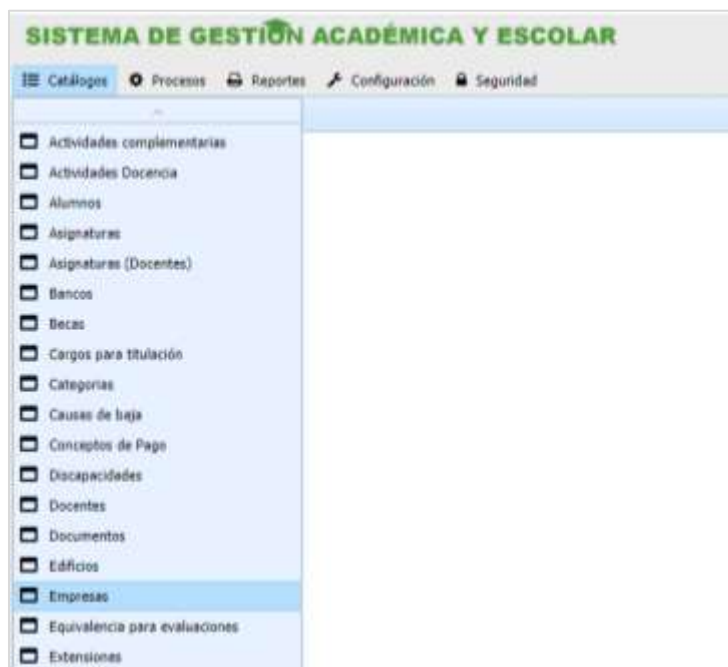 SISTEMA DE GESTIÓN ACADÉMICA Y ESCOLAR
Catálogos Procesos Reportes Configuración Seguridad
Actividades complementarias
Actividades Docencia
Alumnos
Asignaturas
Asignaturas (Docentes)
Bancos
Becas
Cargos para titulación
Categorias
Causas de baja
Conceptos de Pago
Discapacidades
Docentes
Documentos
Edificios
Empresas
Equivalencia para evaluaciones
Extensiones